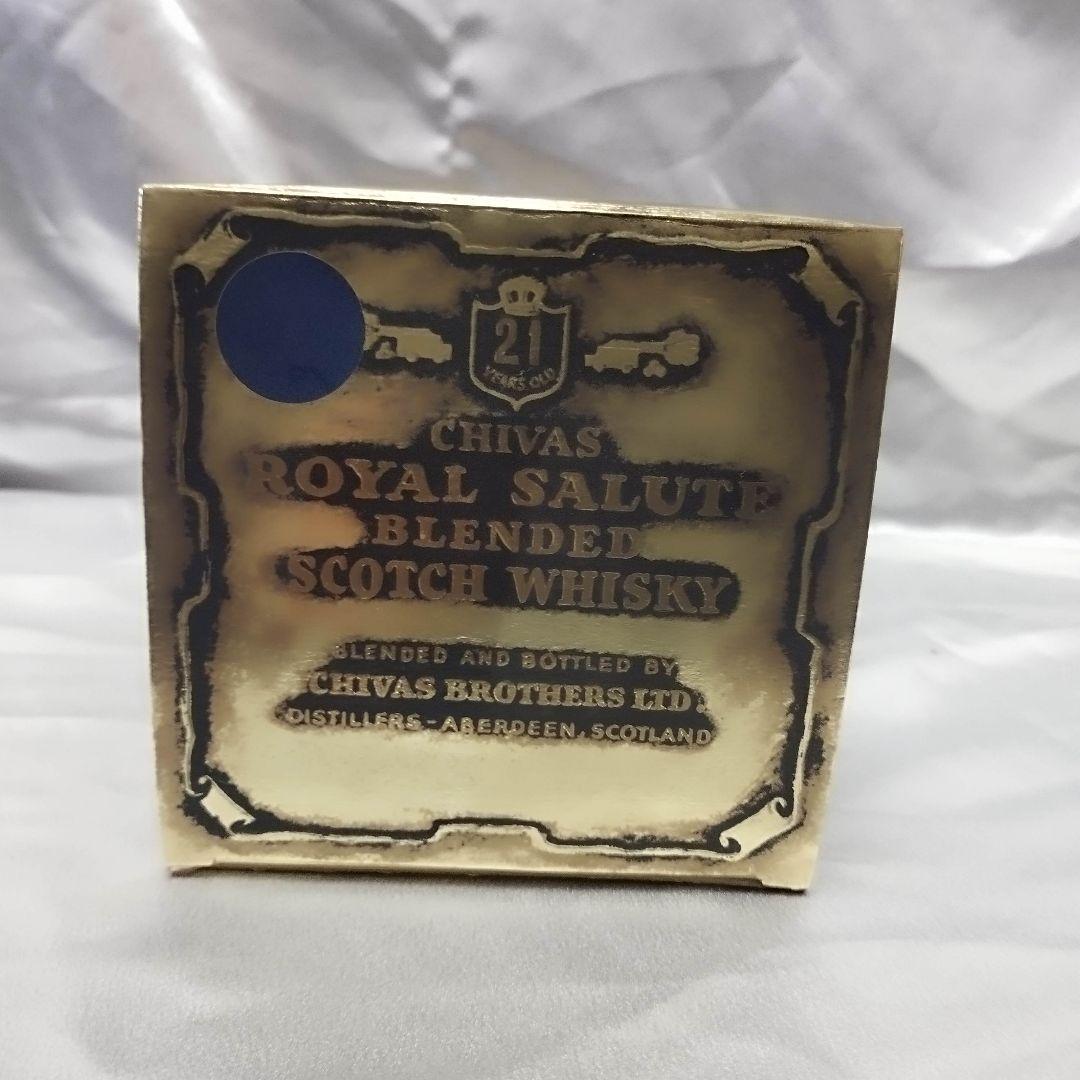 21
YEARS OLD
CHIVAS
ROYAL SALUTE
BLENDED
SCOTCH WHISKY
BLENDED AND BOTTLED BY
CHIVAS BROTHERS LTD.
DISTILLERS - ABERDEEN, SCOTLAND